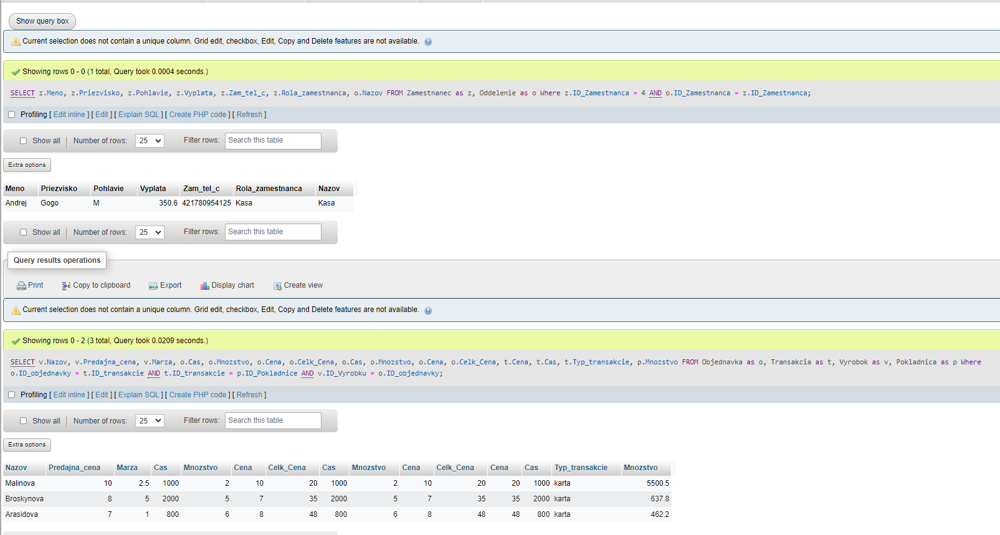 Show query box
Current selection does not contain a unique column. Grid edit, checkbox, Edit, Copy and Delete features are not available.
Showing rows 0 - 0 (1 total, Query took 0.0004 seconds.)
SELECT z.Meno, z.Priezvisko, z.Pohlavie, z.Vyplata, z.Zam_tel_c, z.Rola_zamestnanca, o.Nazov FROM Zamestnanec as z, Oddelenie as o Where z.ID_Zamestnanca = 4 AND o.ID_Zamestnanca = z.ID_Zamestnanca;
Profiling [ Edit inline ] [ Edit ] [ Explain SQL ] [ Create PHP code ] [ Refresh ]
Show all | Number of rows: 25 Filter rows: Search this table
Extra options
Meno Priezvisko Pohlavie Vyplata Zam_tel_c Rola_zamestnanca Nazov
Andrej Gogo M 350.6 421780954125 Kasa Kasa
Show all | Number of rows: 25 Filter rows: Search this table
Query results operations
Print Copy to clipboard Export Display chart Create view
Current selection does not contain a unique column. Grid edit, checkbox, Edit, Copy and Delete features are not available.
Showing rows 0 - 2 (3 total, Query took 0.0209 seconds.)
SELECT v.Nazov, v.Predajna_cena, v.Marza, o.Cas, o.Mnozstvo, o.Cena, o.Celk_Cena, o.Cas, o.Mnozstvo, o.Cena, o.Celk_Cena, t.Cena, t.Cas, t.Typ_transakcie, p.Mnozstvo FROM Objednavka as o, Transakcia as t, Vyrobok as v, Pokladnica as p Where
o.ID_objednavky = t.ID_transakcie AND t.ID_transakcie = p.ID_Pokladnice AND v.ID_Vyrobku = o.ID_objednavky;
Profiling [ Edit inline ] [ Edit ] [ Explain SQL ] [ Create PHP code ] [ Refresh ]
Show all | Number of rows: 25 Filter rows: Search this table
Extra options
Nazov Predajna_cena Marza Cas Mnozstvo Cena Celk_Cena Cas Mnozstvo Cena Celk_Cena Cena Cas Typ_transakcie Mnozstvo
Malinova 10 2.5 1000 2 10 20 1000 2 10 20 20 1000 karta 5500.5
Broskynova 8 5 2000 5 7 35 2000 5 7 35 35 2000 karta 637.8
Arasidova 7 1 800 6 8 48 800 6 8 48 48 800 karta 462.2